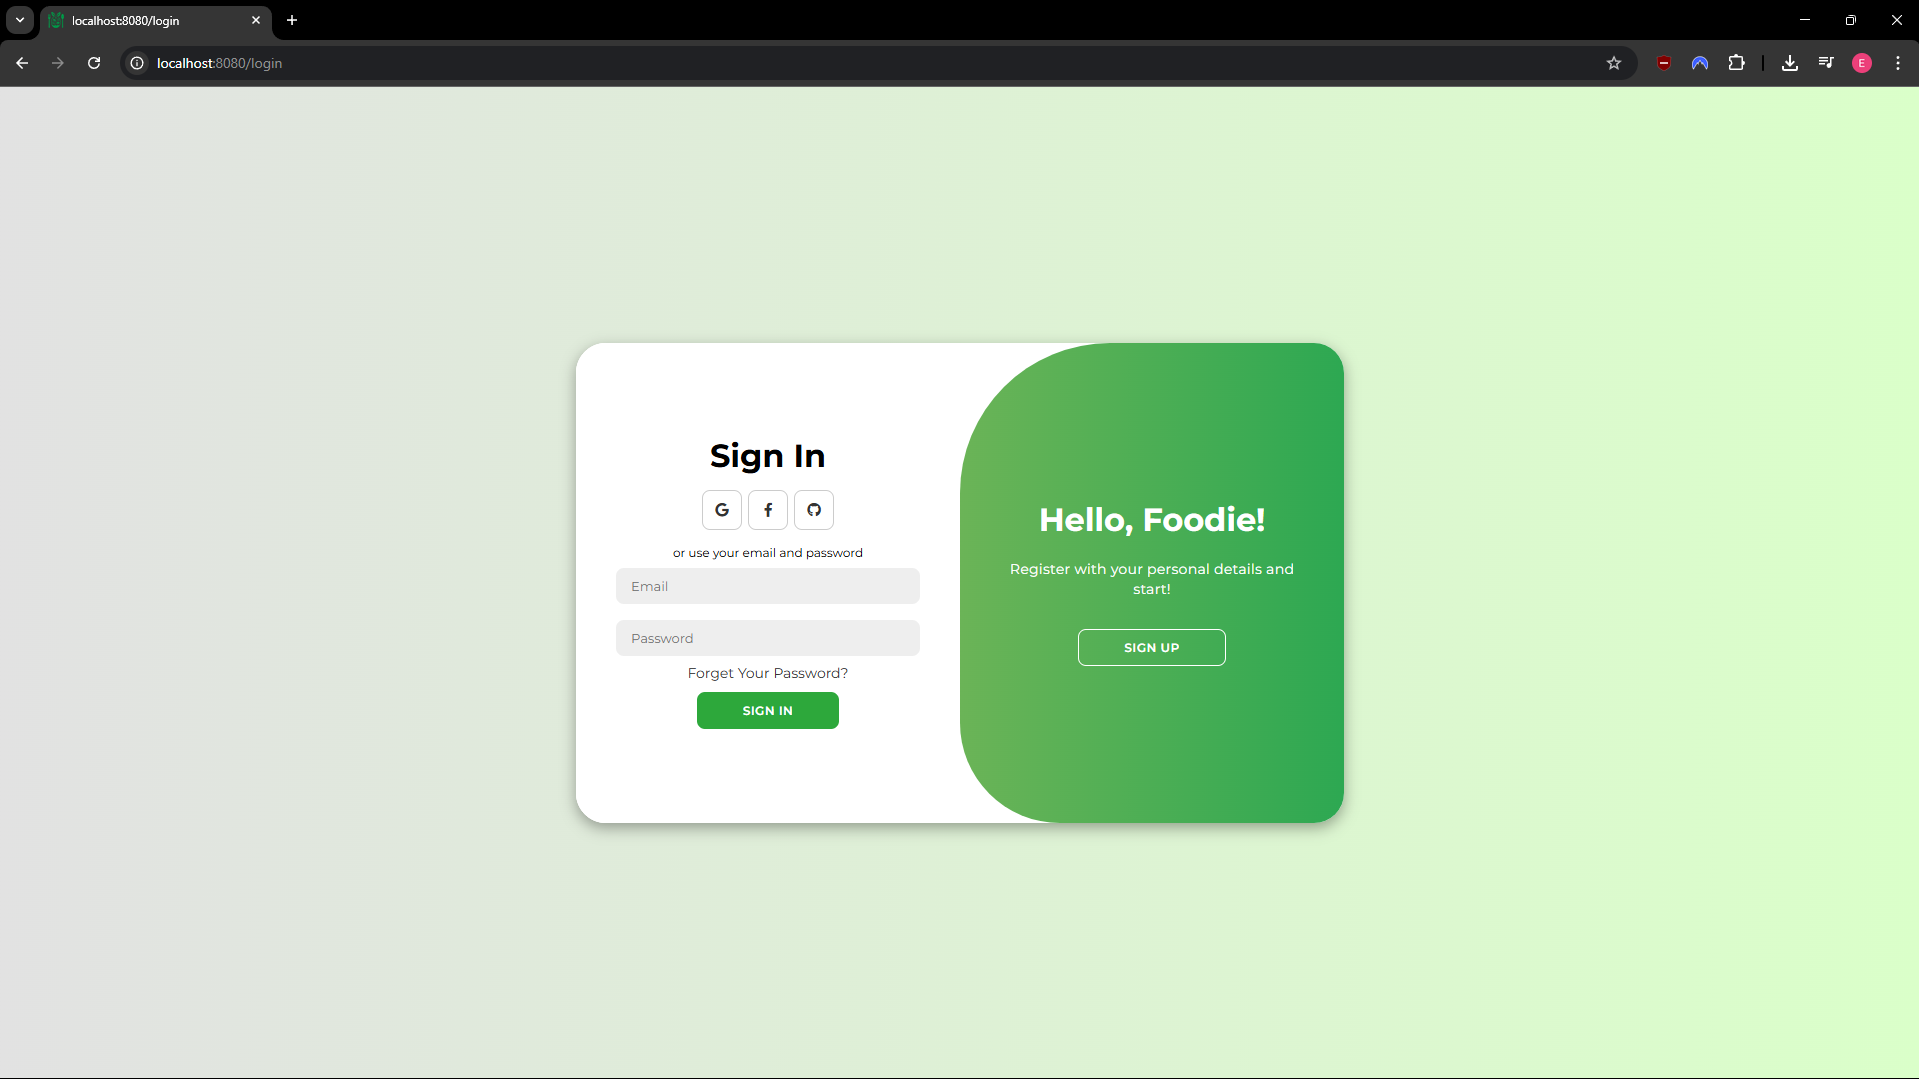 localhost:8080/login
localhost:8080/login
E
Sign In
or use your email and password
Email
Password
Forget Your Password?
SIGN IN
Hello, Foodie!
Register with your personal details and
start!
SIGN UP